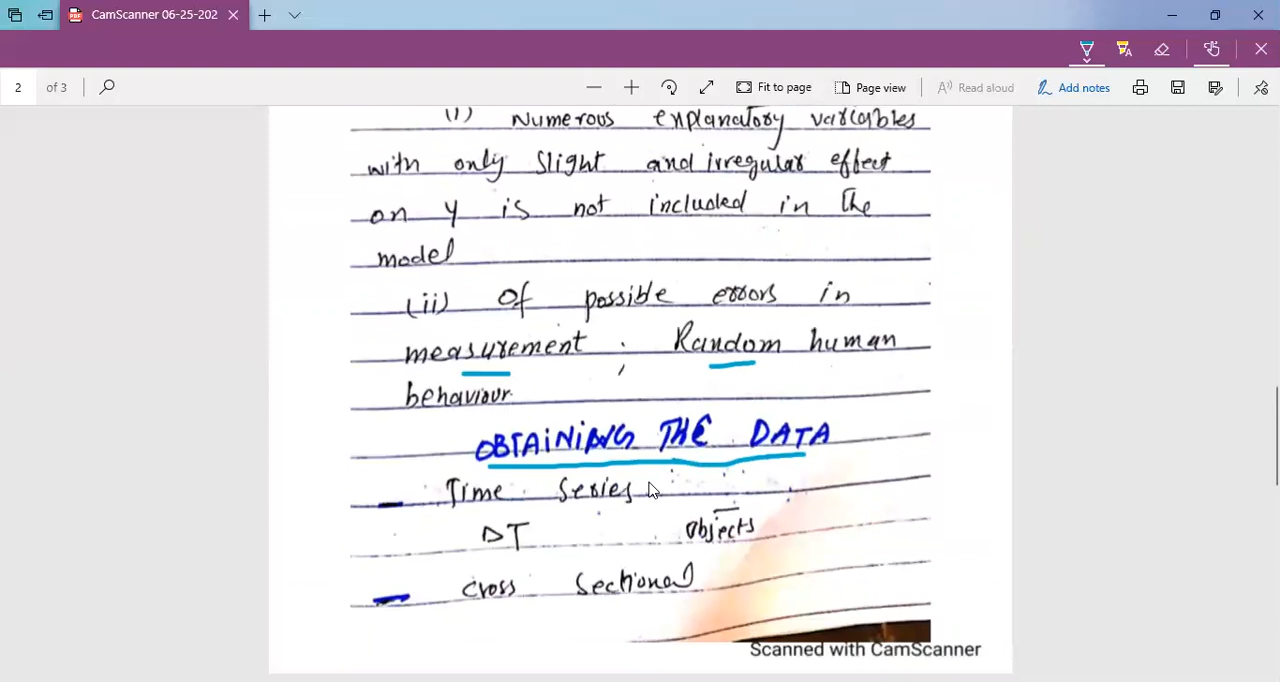 CamScanner 06-25-202
2 of 3
Fit to page
Page view
Read aloud
Add notes
(i) Numerous explanatory variables
with only slight and irregular effect
on Y is not included in the
model
(ii) Of possible errors in
measurement ; Random human
behaviour.
OBTAINING THE DATA
- Time Series
ΔT Objects
- Cross Sectional
Scanned with CamScanner